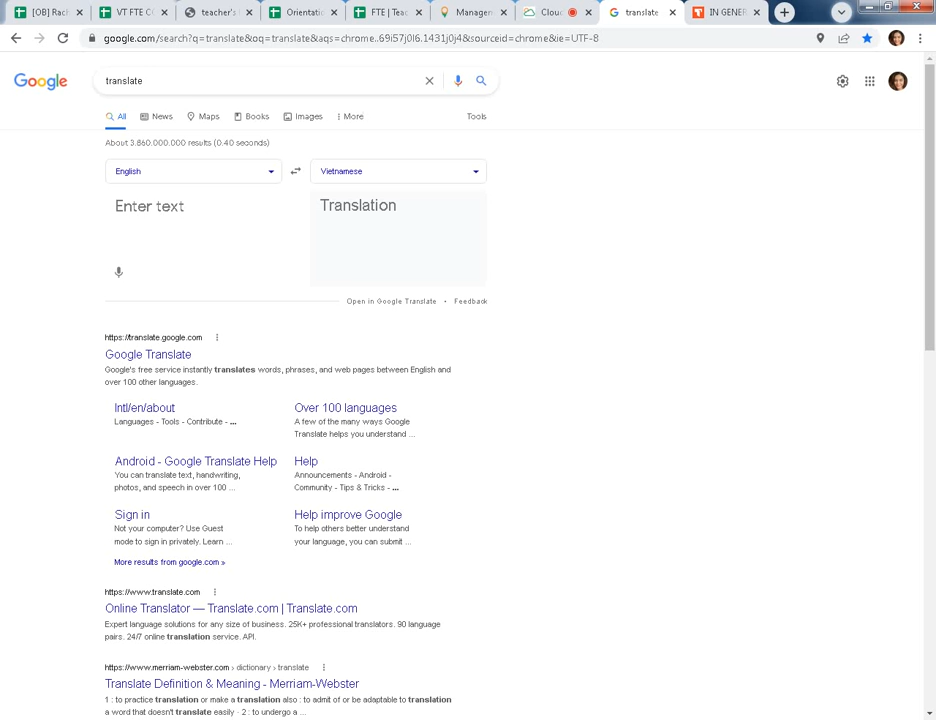 [OB] Rach
VT FTE C
teacher's
Orientatio
FTE | Teac
Managem
Clou
translate
IN GENER
google.com/search?q=translate&oq=translate&aqs=chrome..69i57j0l6.1431j0j4&sourceid=chrome&ie=UTF-8
Google
translate
All News Maps Books Images More Tools
About 3.860.000.000 results (0.40 seconds)
English Vietnamese
Enter text Translation
Open in Google Translate • Feedback
https://translate.google.com
Google Translate
Google's free service instantly translates words, phrases, and web pages between English and
over 100 other languages.
Intl/en/about
Languages - Tools - Contribute - ...
Over 100 languages
A few of the many ways Google
Translate helps you understand ...
Android - Google Translate Help
You can translate text, handwriting,
photos, and speech in over 100 ...
Help
Announcements - Android -
Community - Tips & Tricks - ...
Sign in
Not your computer? Use Guest
mode to sign in privately. Learn ...
Help improve Google
To help others better understand
your language, you can submit ...
More results from google.com »
https://www.translate.com
Online Translator — Translate.com | Translate.com
Expert language solutions for any size of business. 25K+ professional translators. 90 language
pairs. 24/7 online translation service. API.
https://www.merriam-webster.com › dictionary › translate
Translate Definition & Meaning - Merriam-Webster
1 : to practice translation or make a translation also : to admit of or be adaptable to translation
a word that doesn't translate easily · 2 : to undergo a ...